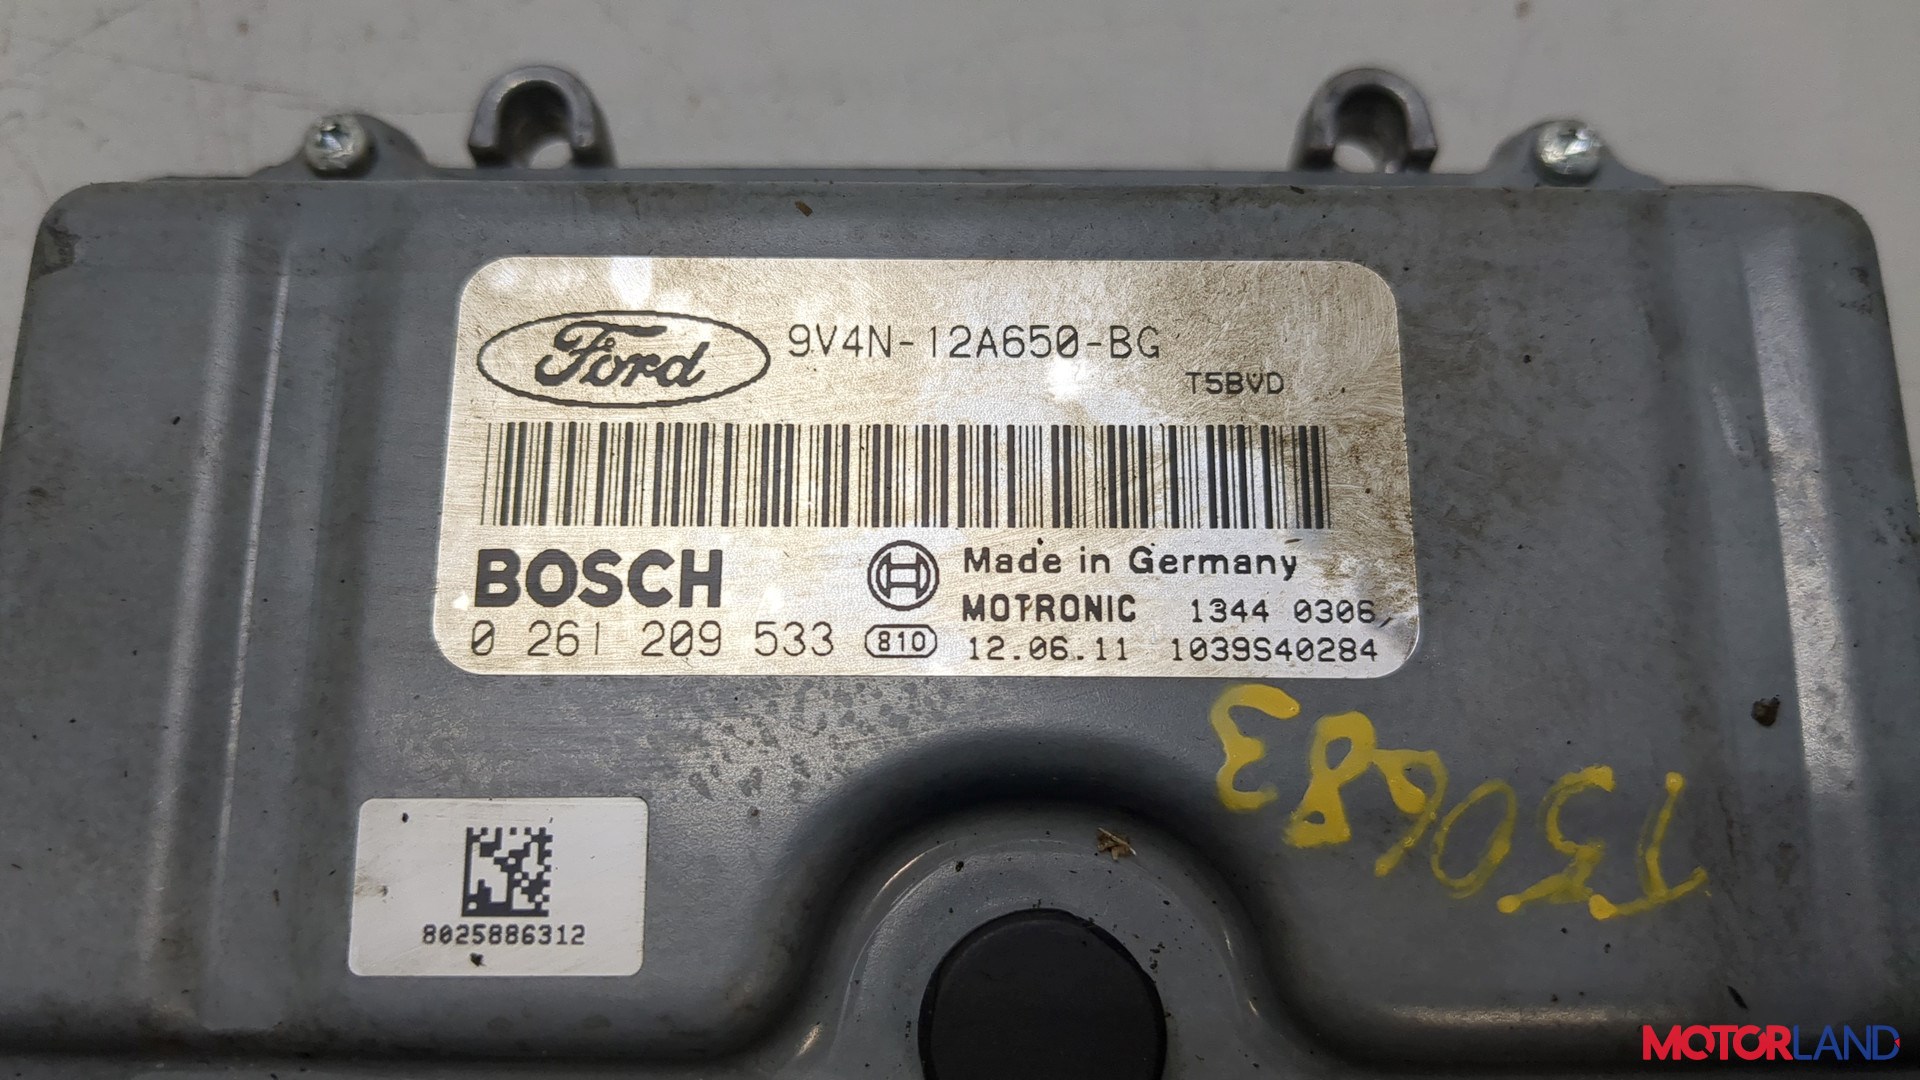 Ford 9V4N-12A650-BG
T5BVD
BOSCH Made in Germany
MOTRONIC 1344 0306
0 261 209 533 810 12.06.11 1039S40284
T50683
8025886312
MOTORLAND